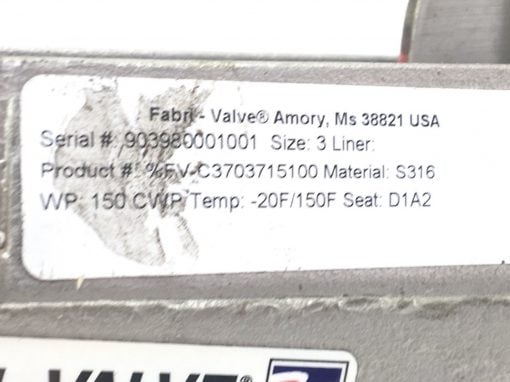 Fabri - Valve® Amory, Ms 38821 USA
Serial #: 903980001001 Size: 3 Liner:
Product #: %FV-C3703715100 Material: S316
WP: 150 CWP Temp: -20F/150F Seat: D1A2
VALVE®